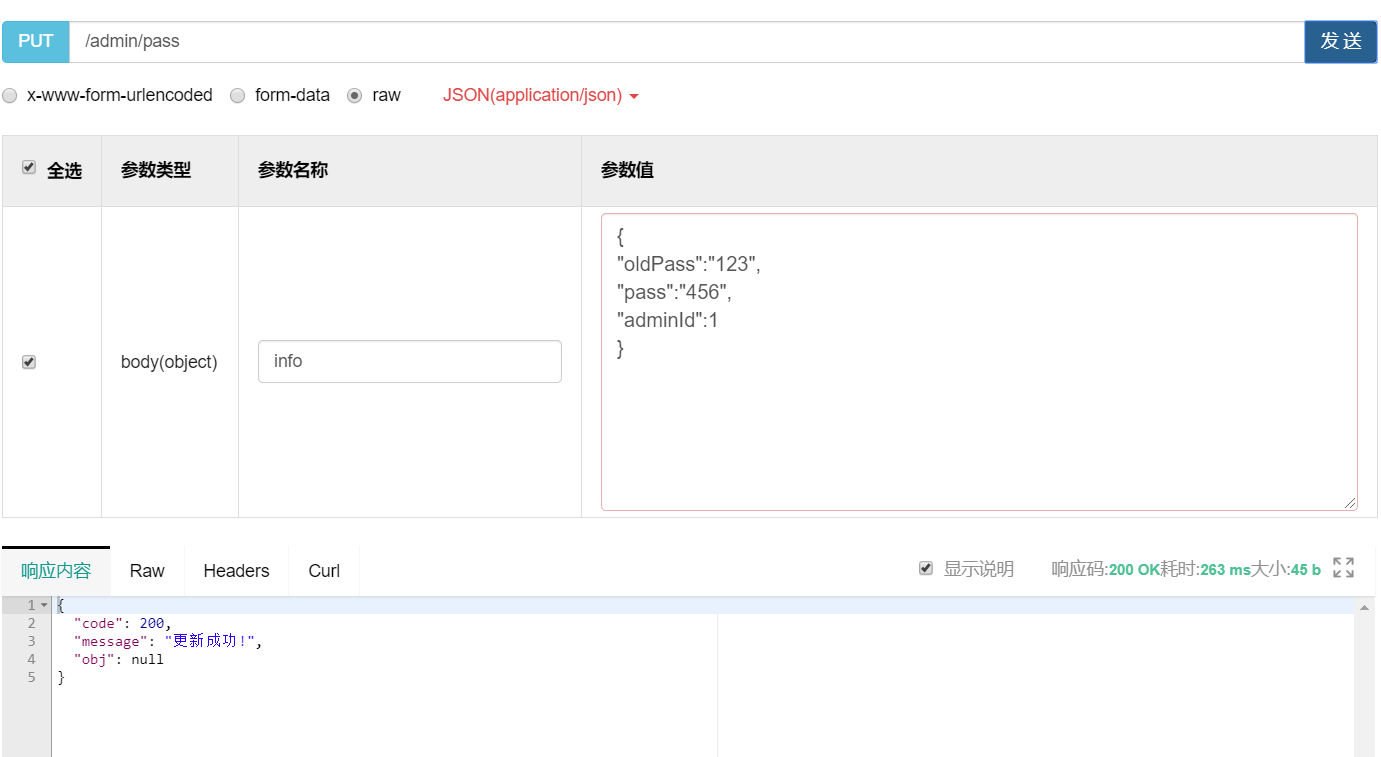 PUT /admin/pass 发 送
x-www-form-urlencoded form-data raw JSON(application/json)
全选 参数类型 参数名称 参数值
body(object) info
{
"oldPass":"123",
"pass":"456",
"adminId":1
}
响应内容 Raw Headers Curl 显示说明 响应码:200 OK耗时:263 ms大小:45 b
1 {
2 "code": 200,
3 "message": "更新成功!",
4 "obj": null
5 }